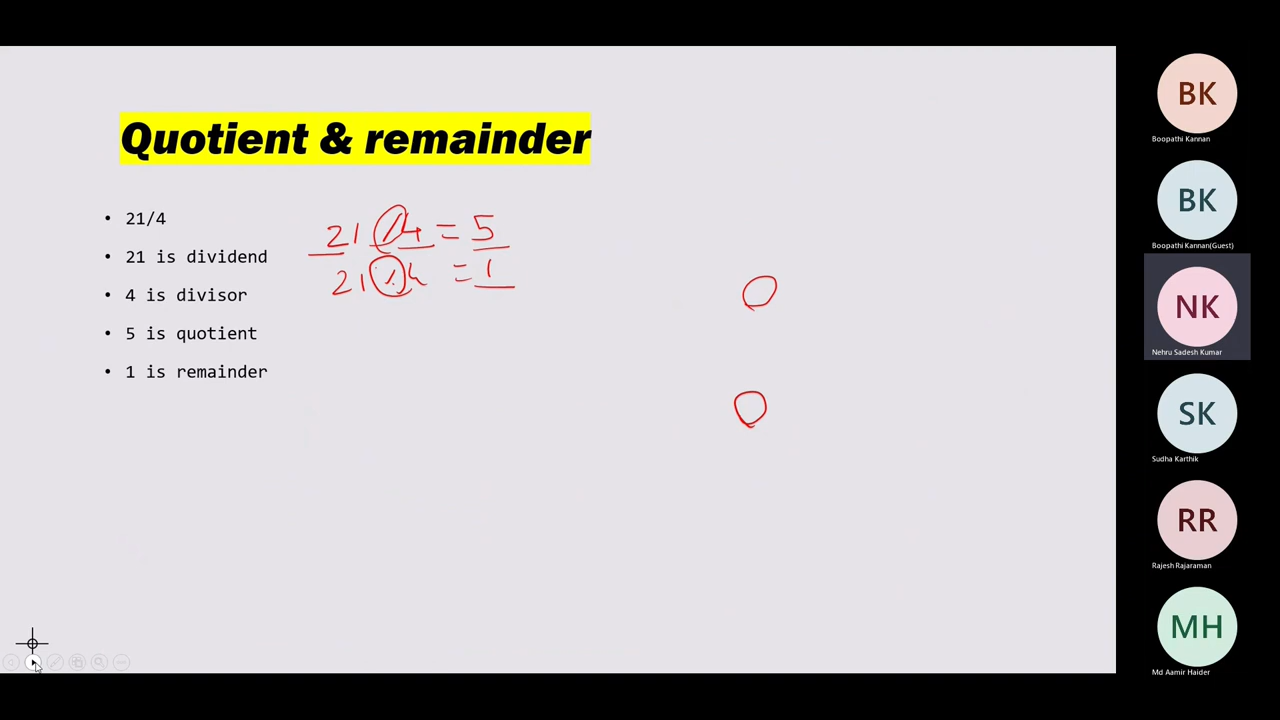 Quotient & remainder
• 21/4
• 21 is dividend
• 4 is divisor
• 5 is quotient
• 1 is remainder
21 / 4 = 5
21 % 4 = 1
BK
Boopathi Kannan
BK
Boopathi Kannan(Guest)
NK
Nehru Sadesh Kumar
SK
Sudha Karthik
RR
Rajesh Rajaraman
MH
Md Aamir Haider